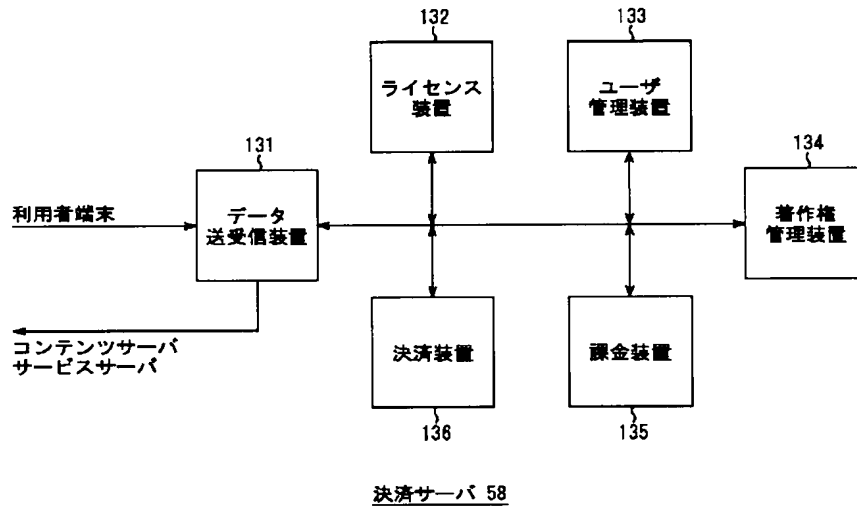 132
ライセンス
装置
133
ユーザ
管理装置
131
データ
送受信装置
134
著作権
管理装置
利用者端末
コンテンツサーバ
サービスサーバ
決済装置
136
課金装置
135
決済サーバ 58